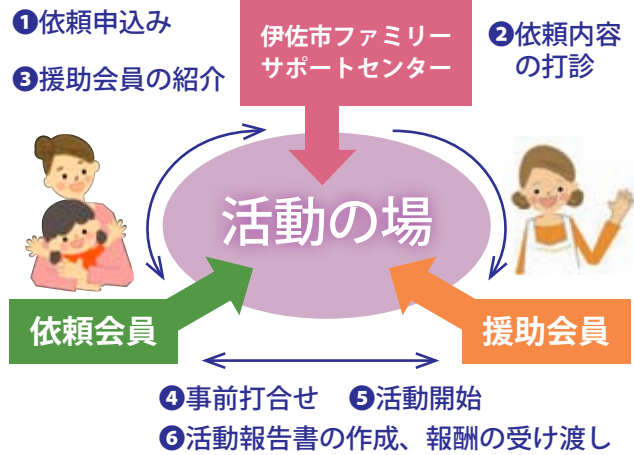 ❶依頼申込み
❸援助会員の紹介
伊佐市ファミリー
サポートセンター
❷依頼内容
の打診
活動の場
依頼会員
援助会員
❹事前打合せ ❺活動開始
❻活動報告書の作成、報酬の受け渡し